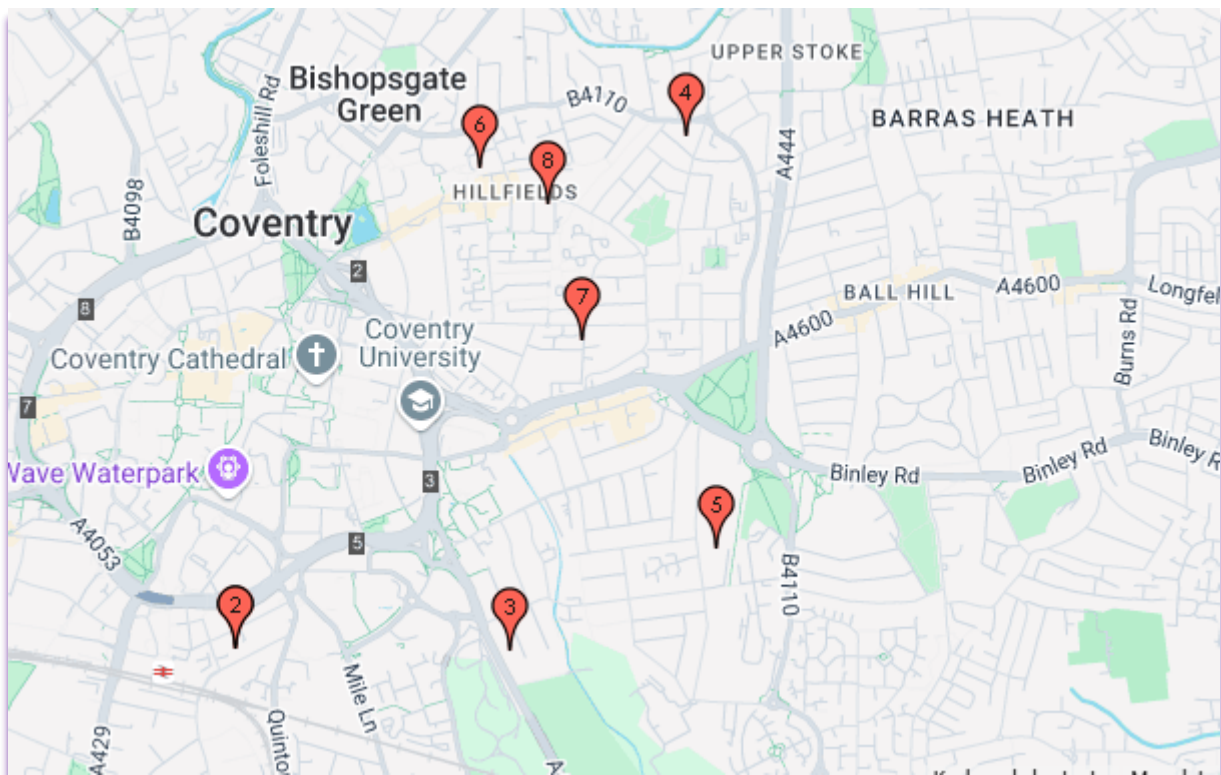 UPPER STOKE
Bishopsgate
Green
Foleshill Rd
B4110
4
BARRAS HEATH
6
8
A444
HILLFIELDS
B4098
Coventry
2
BALL HILL
A4600
Longfel
8
7
A4600
Coventry
University
Coventry Cathedral
Burns Rd
7
Wave Waterpark
3
Binley Rd
Binley Rd
Binley R
5
A4053
5
B4110
2
3
Mile Ln
Quinto
A429
A